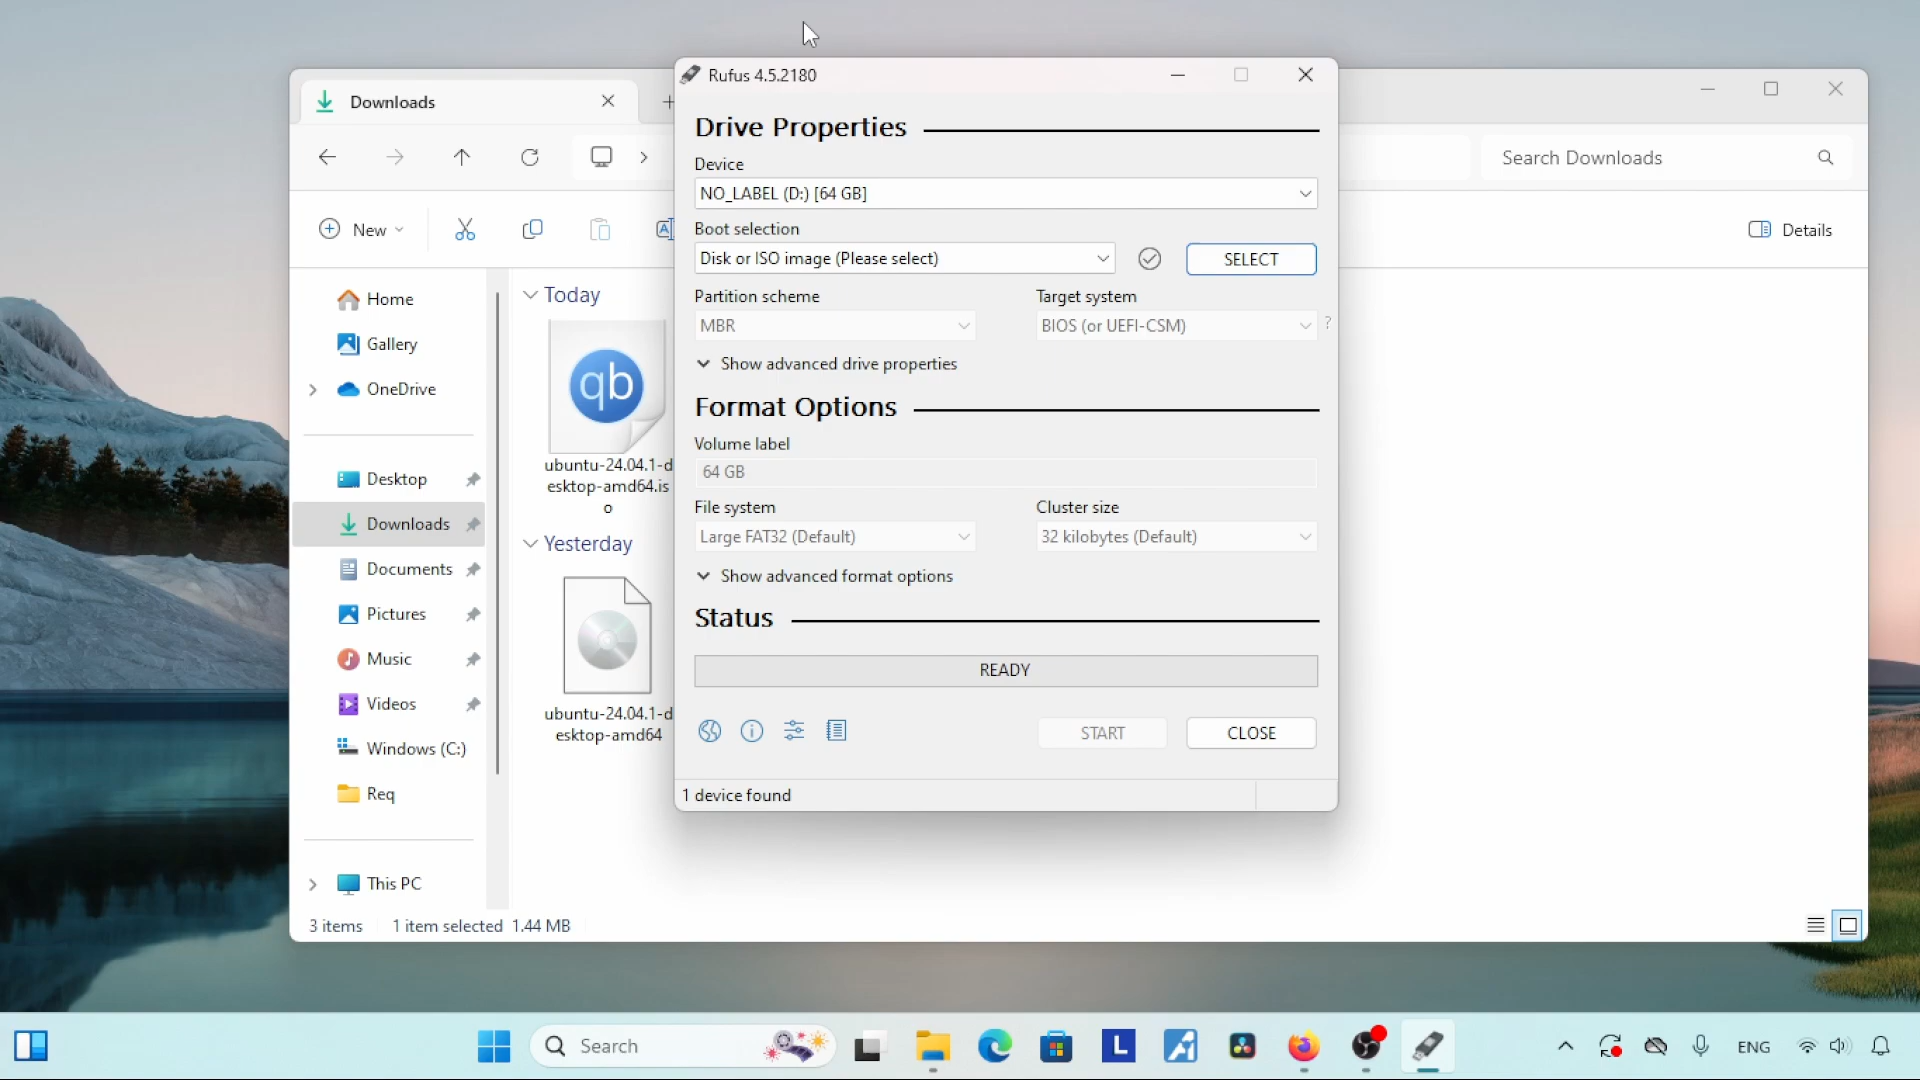 Downloads
Search Downloads
New
Details
Home
Gallery
OneDrive
Desktop
Downloads
Documents
Pictures
Music
Videos
Windows (C:)
Req
This PC
Today
qb
ubuntu-24.04.1-d
esktop-amd64.is
o
Yesterday
ubuntu-24.04.1-d
esktop-amd64
3 items 1 item selected 1.44 MB
Rufus 4.5.2180
Drive Properties
Device
NO_LABEL (D:) [64 GB]
Boot selection
Disk or ISO image (Please select)
SELECT
Partition scheme
Target system
MBR
BIOS (or UEFI-CSM)
?
Show advanced drive properties
Format Options
Volume label
64 GB
File system
Cluster size
Large FAT32 (Default)
32 kilobytes (Default)
Show advanced format options
Status
READY
START
CLOSE
1 device found
Search
L
ENG